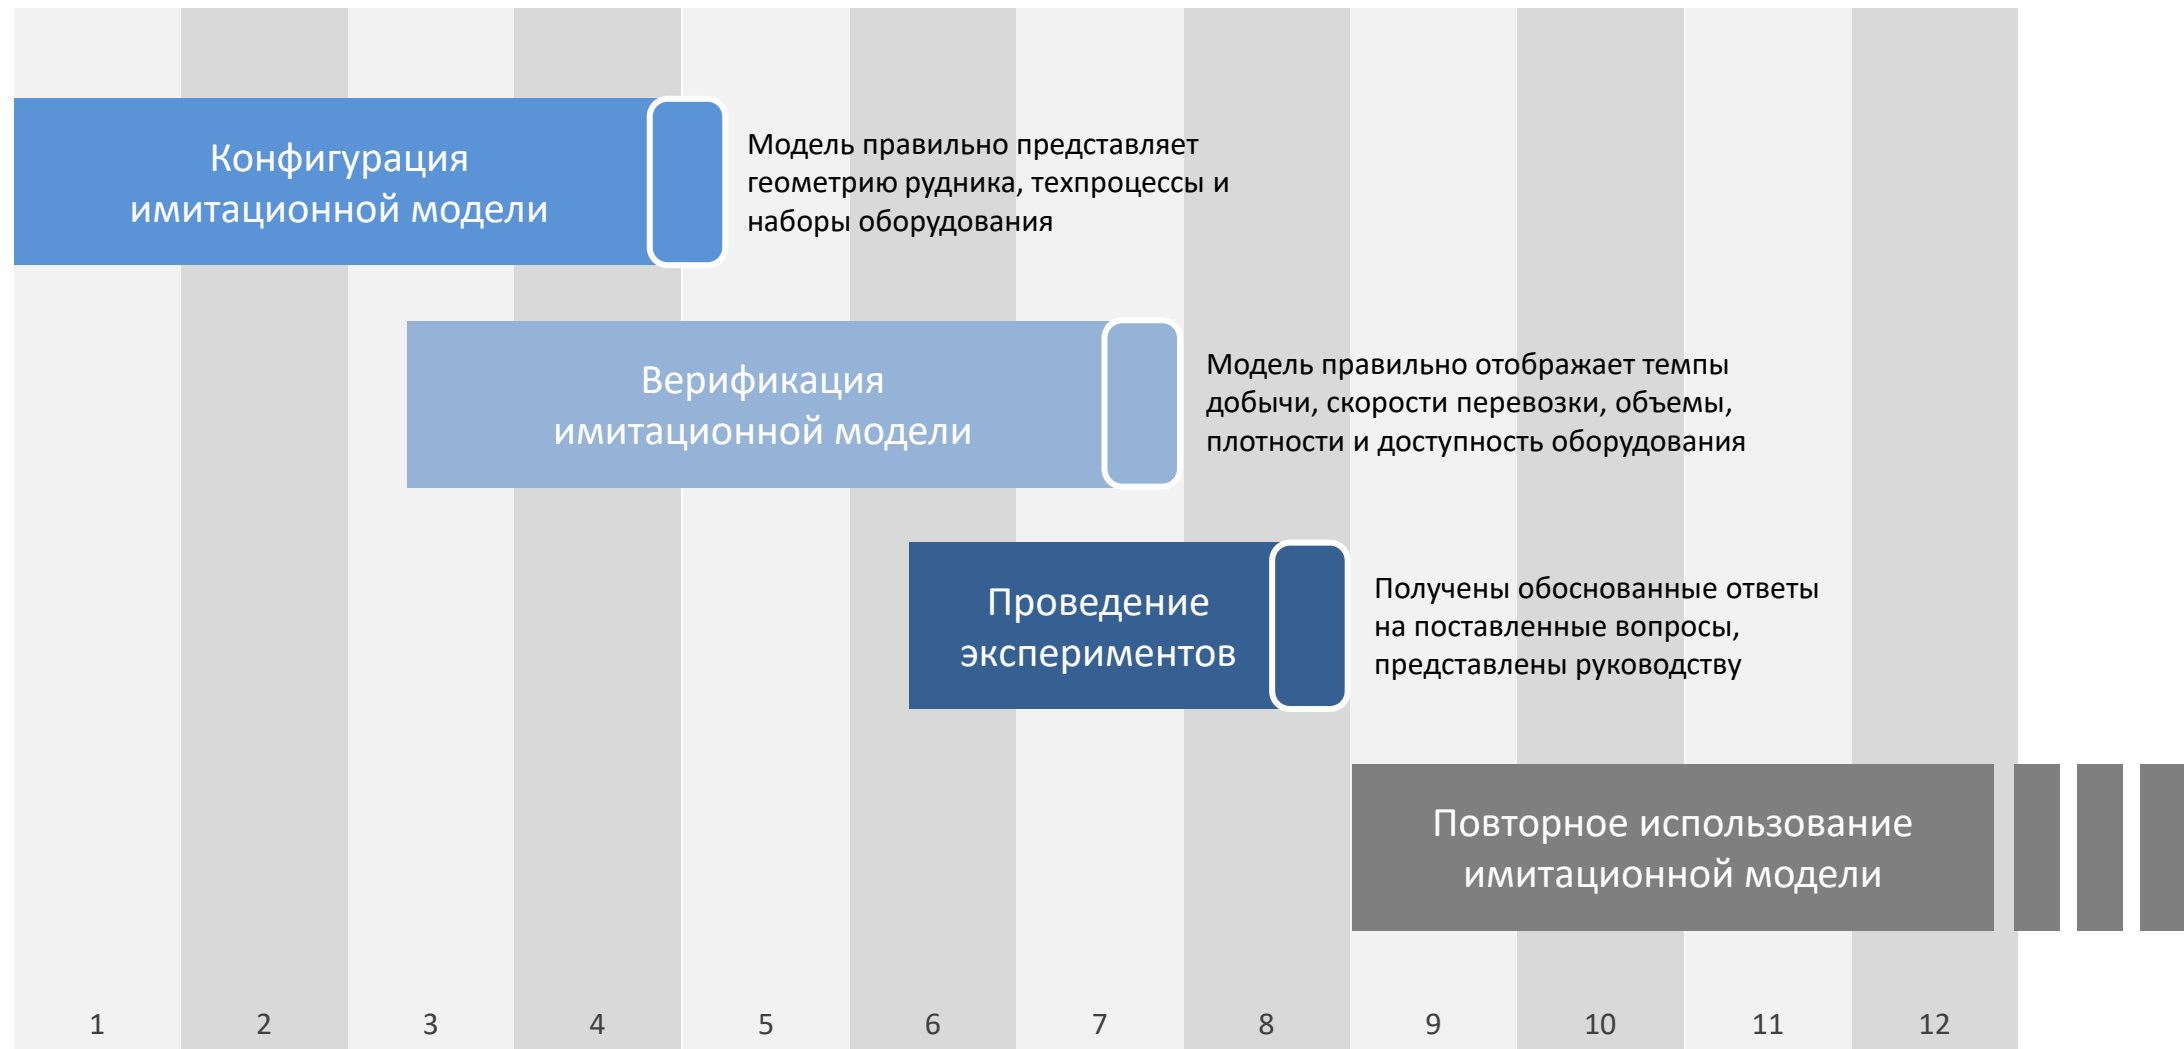 Конфигурация
имитационной модели
Модель правильно представляет
геометрию рудника, техпроцессы и
наборы оборудования
Верификация
имитационной модели
Модель правильно отображает темпы
добычи, скорости перевозки, объемы,
плотности и доступность оборудования
Проведение
экспериментов
Получены обоснованные ответы
на поставленные вопросы,
представлены руководству
Повторное использование
имитационной модели
1 2 3 4 5 6 7 8 9 10 11 12